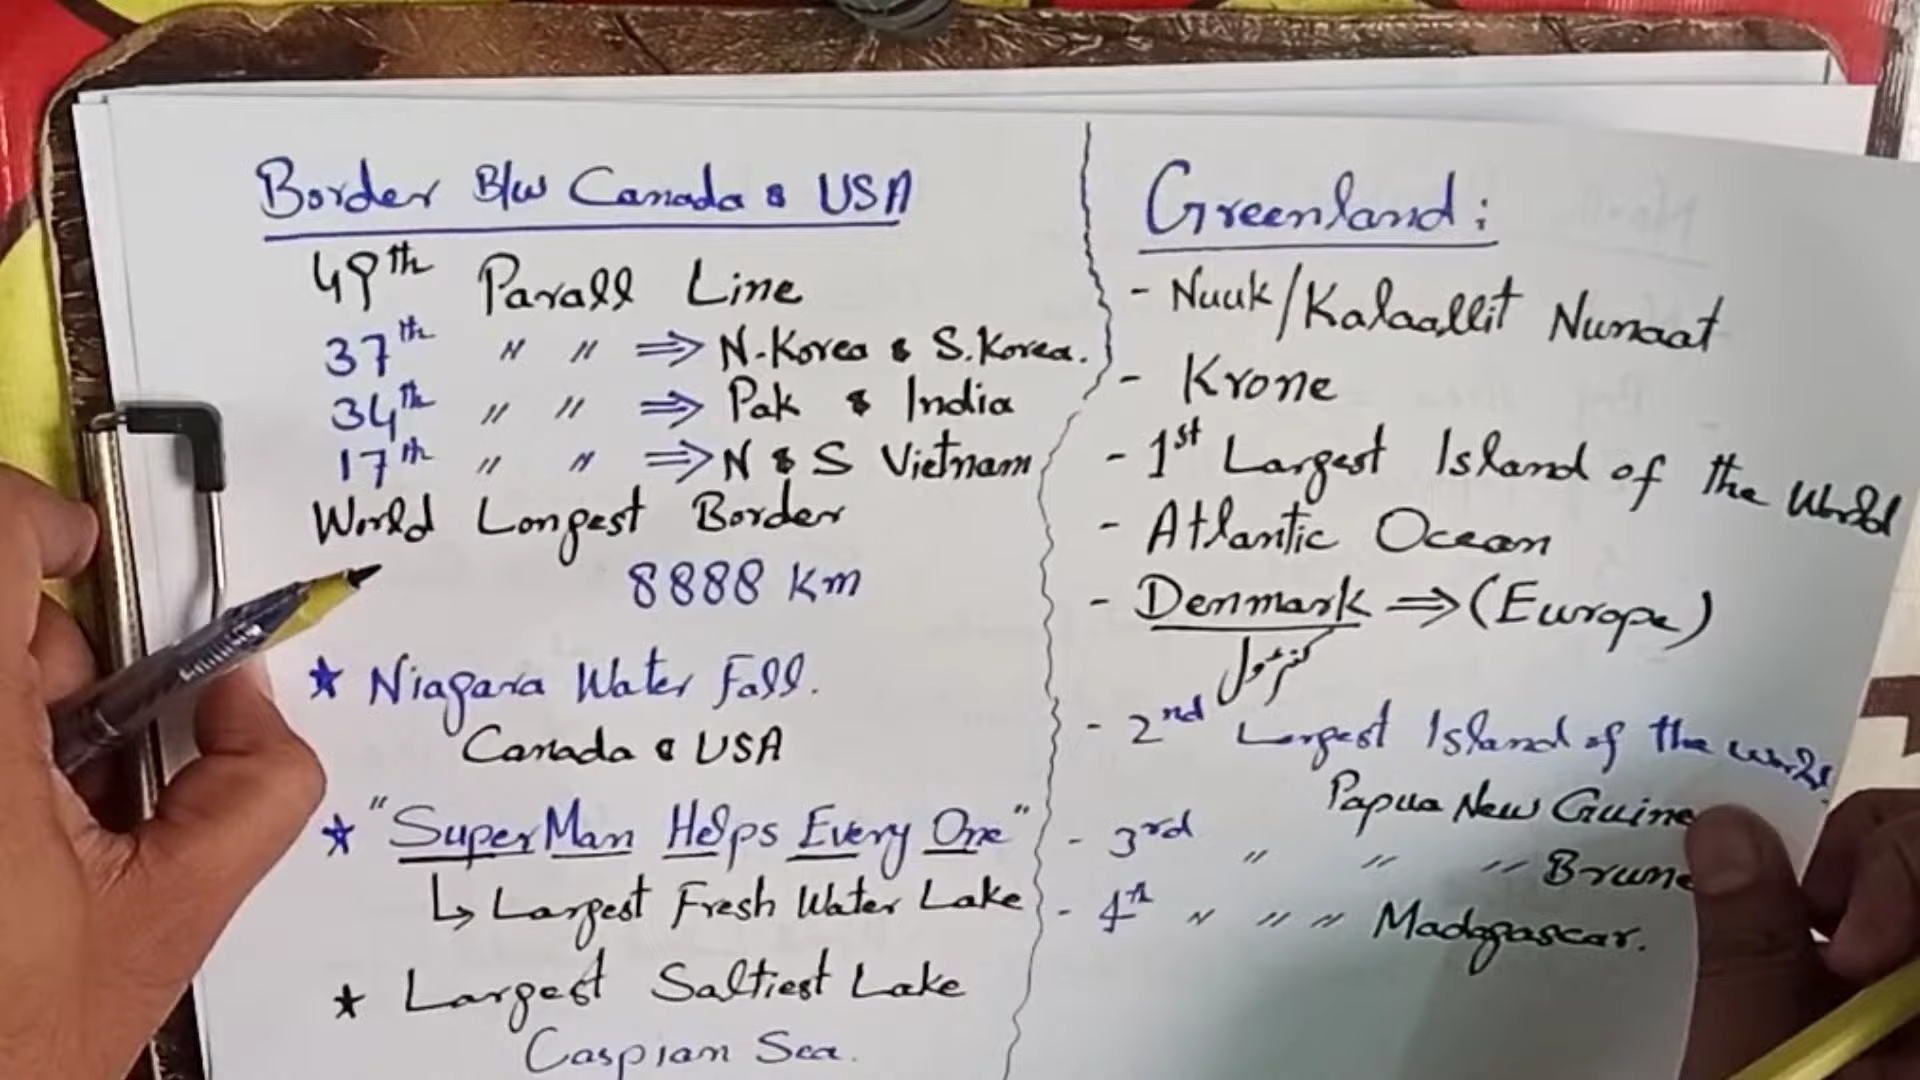 Border B/w Canada & USA
49th Parall Line
37th " " ⇒ N.Korea & S.Korea.
34th " " ⇒ Pak & India
17th " " ⇒ N & S Vietnam
World Longest Border
8888 Km
★ Niagara Water Fall.
Canada & USA
★ "SuperMan Helps Every One"
↳ Largest Fresh Water Lake
★ Largest Saltiest Lake
Caspian Sea.
Greenland:
- Nuuk/Kalaallit Nunaat
- Krone
- 1st Largest Island of the World
- Atlantic Ocean
- Denmark ⇒ (Europe)
کنٹرول
- 2nd Largest Island of the World.
Papua New Guine
- 3rd " " " Brune
- 4th " " " Madagascar.